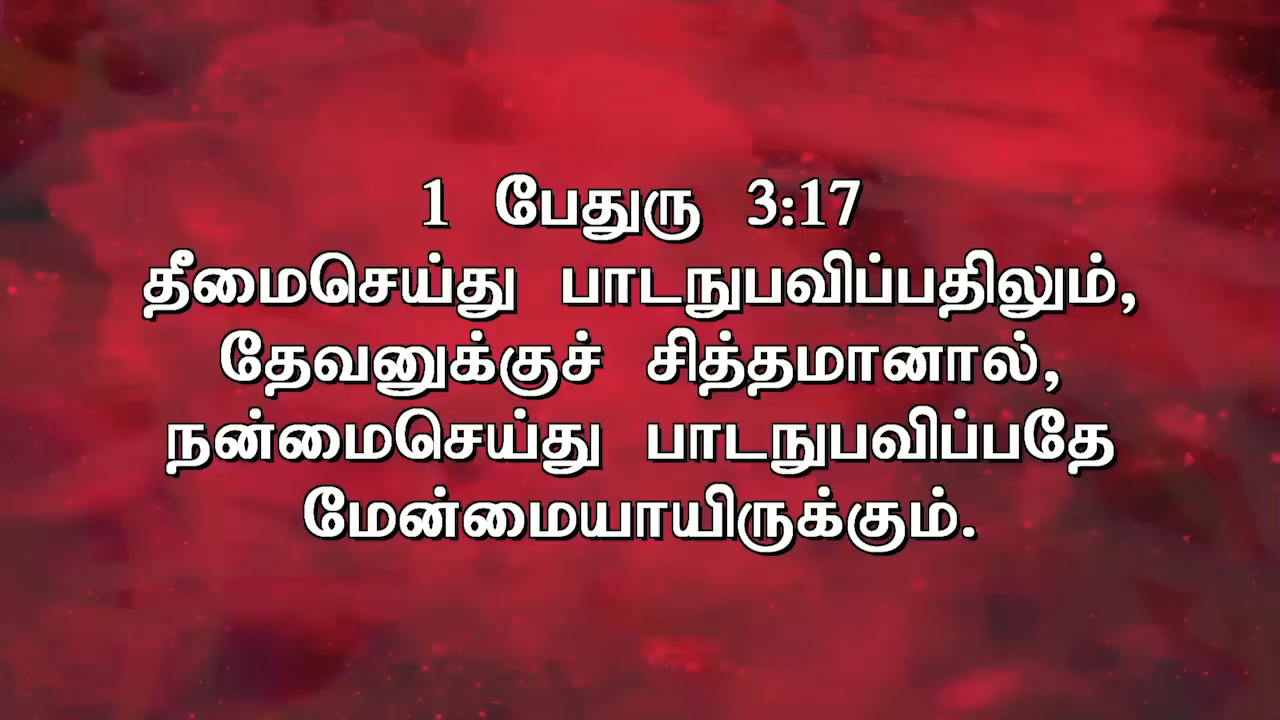 1 பேதுரு 3:17
தீமைசெய்து பாடநுபவிப்பதிலும்,
தேவனுக்குச் சித்தமானால்,
நன்மைசெய்து பாடநுபவிப்பதே
மேன்மையாயிருக்கும்.